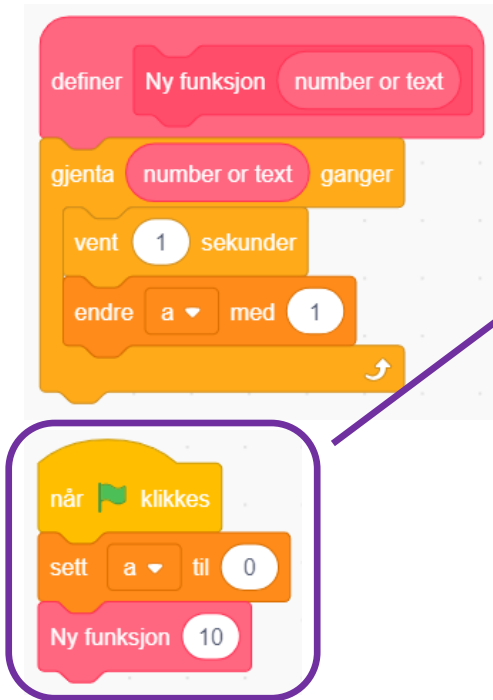 definer Ny funksjon number or text
gjenta number or text ganger
vent 1 sekunder
endre a med 1
når klikkes
sett a til 0
Ny funksjon 10